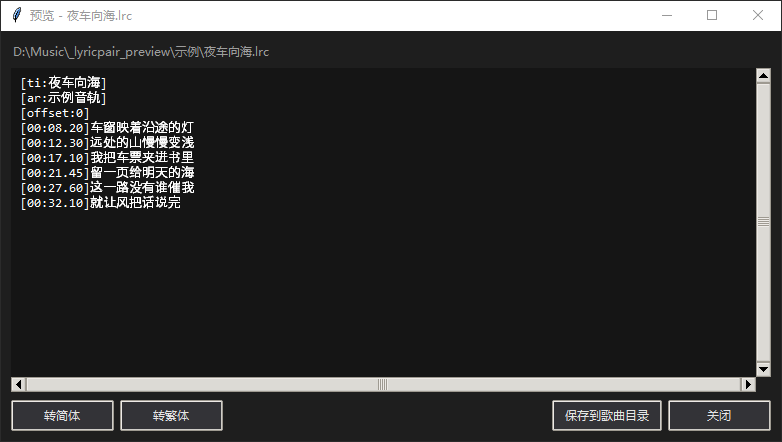 预览 - 夜车向海.lrc
D:\Music\_lyricpair_preview\示例\夜车向海.lrc
[ti:夜车向海]
[ar:示例音轨]
[offset:0]
[00:08.20]车窗映着沿途的灯
[00:12.30]远处的山慢慢变浅
[00:17.10]我把车票夹进书里
[00:21.45]留一页给明天的海
[00:27.60]这一路没有谁催我
[00:32.10]就让风把话说完
转简体 转繁体 保存到歌曲目录 关闭